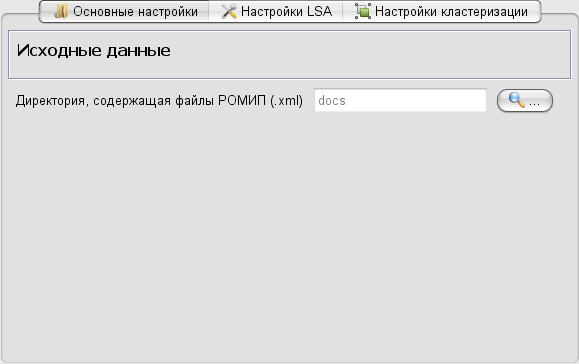 Основные настройки Настройки LSA Настройки кластеризации
Исходные данные
Директория, содержащая файлы РОМИП (.xml) docs ...